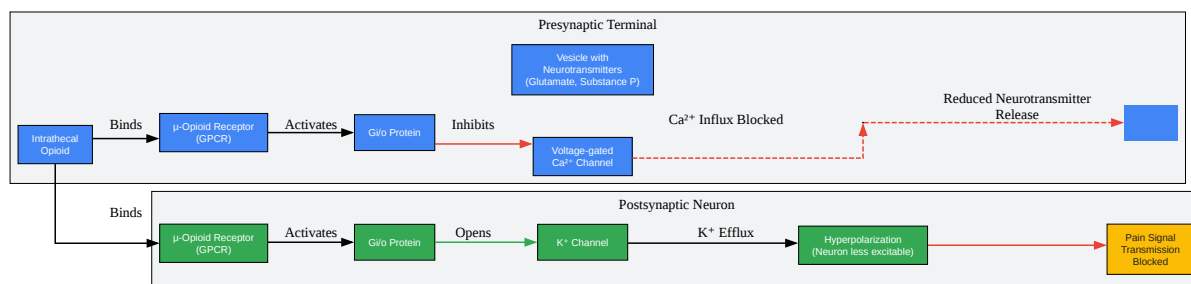 Presynaptic Terminal
Vesicle with
Neurotransmitters
(Glutamate, Substance P)
Reduced Neurotransmitter
Release
Ca²⁺ Influx Blocked
Binds
Activates
Inhibits
Intrathecal
Opioid
μ-Opioid Receptor
(GPCR)
Gi/o Protein
Voltage-gated
Ca²⁺ Channel
Postsynaptic Neuron
Binds
Activates
Opens
K⁺ Efflux
μ-Opioid Receptor
(GPCR)
Gi/o Protein
K⁺ Channel
Hyperpolarization
(Neuron less excitable)
Pain Signal
Transmission
Blocked